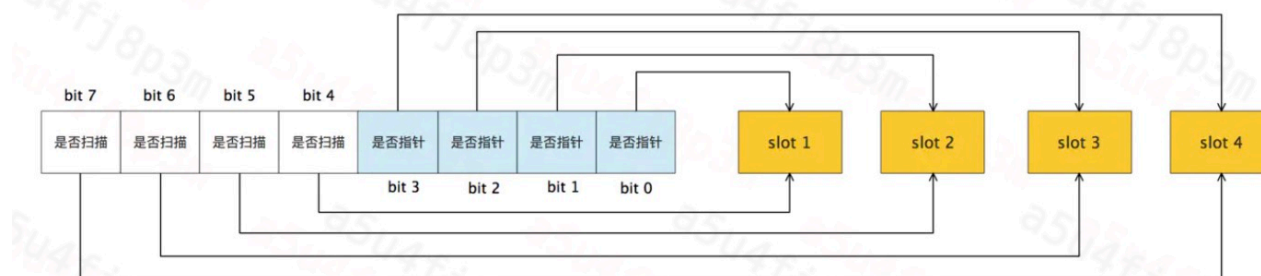 bit 7 bit 6 bit 5 bit 4
是否扫描 是否扫描 是否扫描 是否扫描 是否指针 是否指针 是否指针 是否指针 slot 1 slot 2 slot 3 slot 4
bit 3 bit 2 bit 1 bit 0